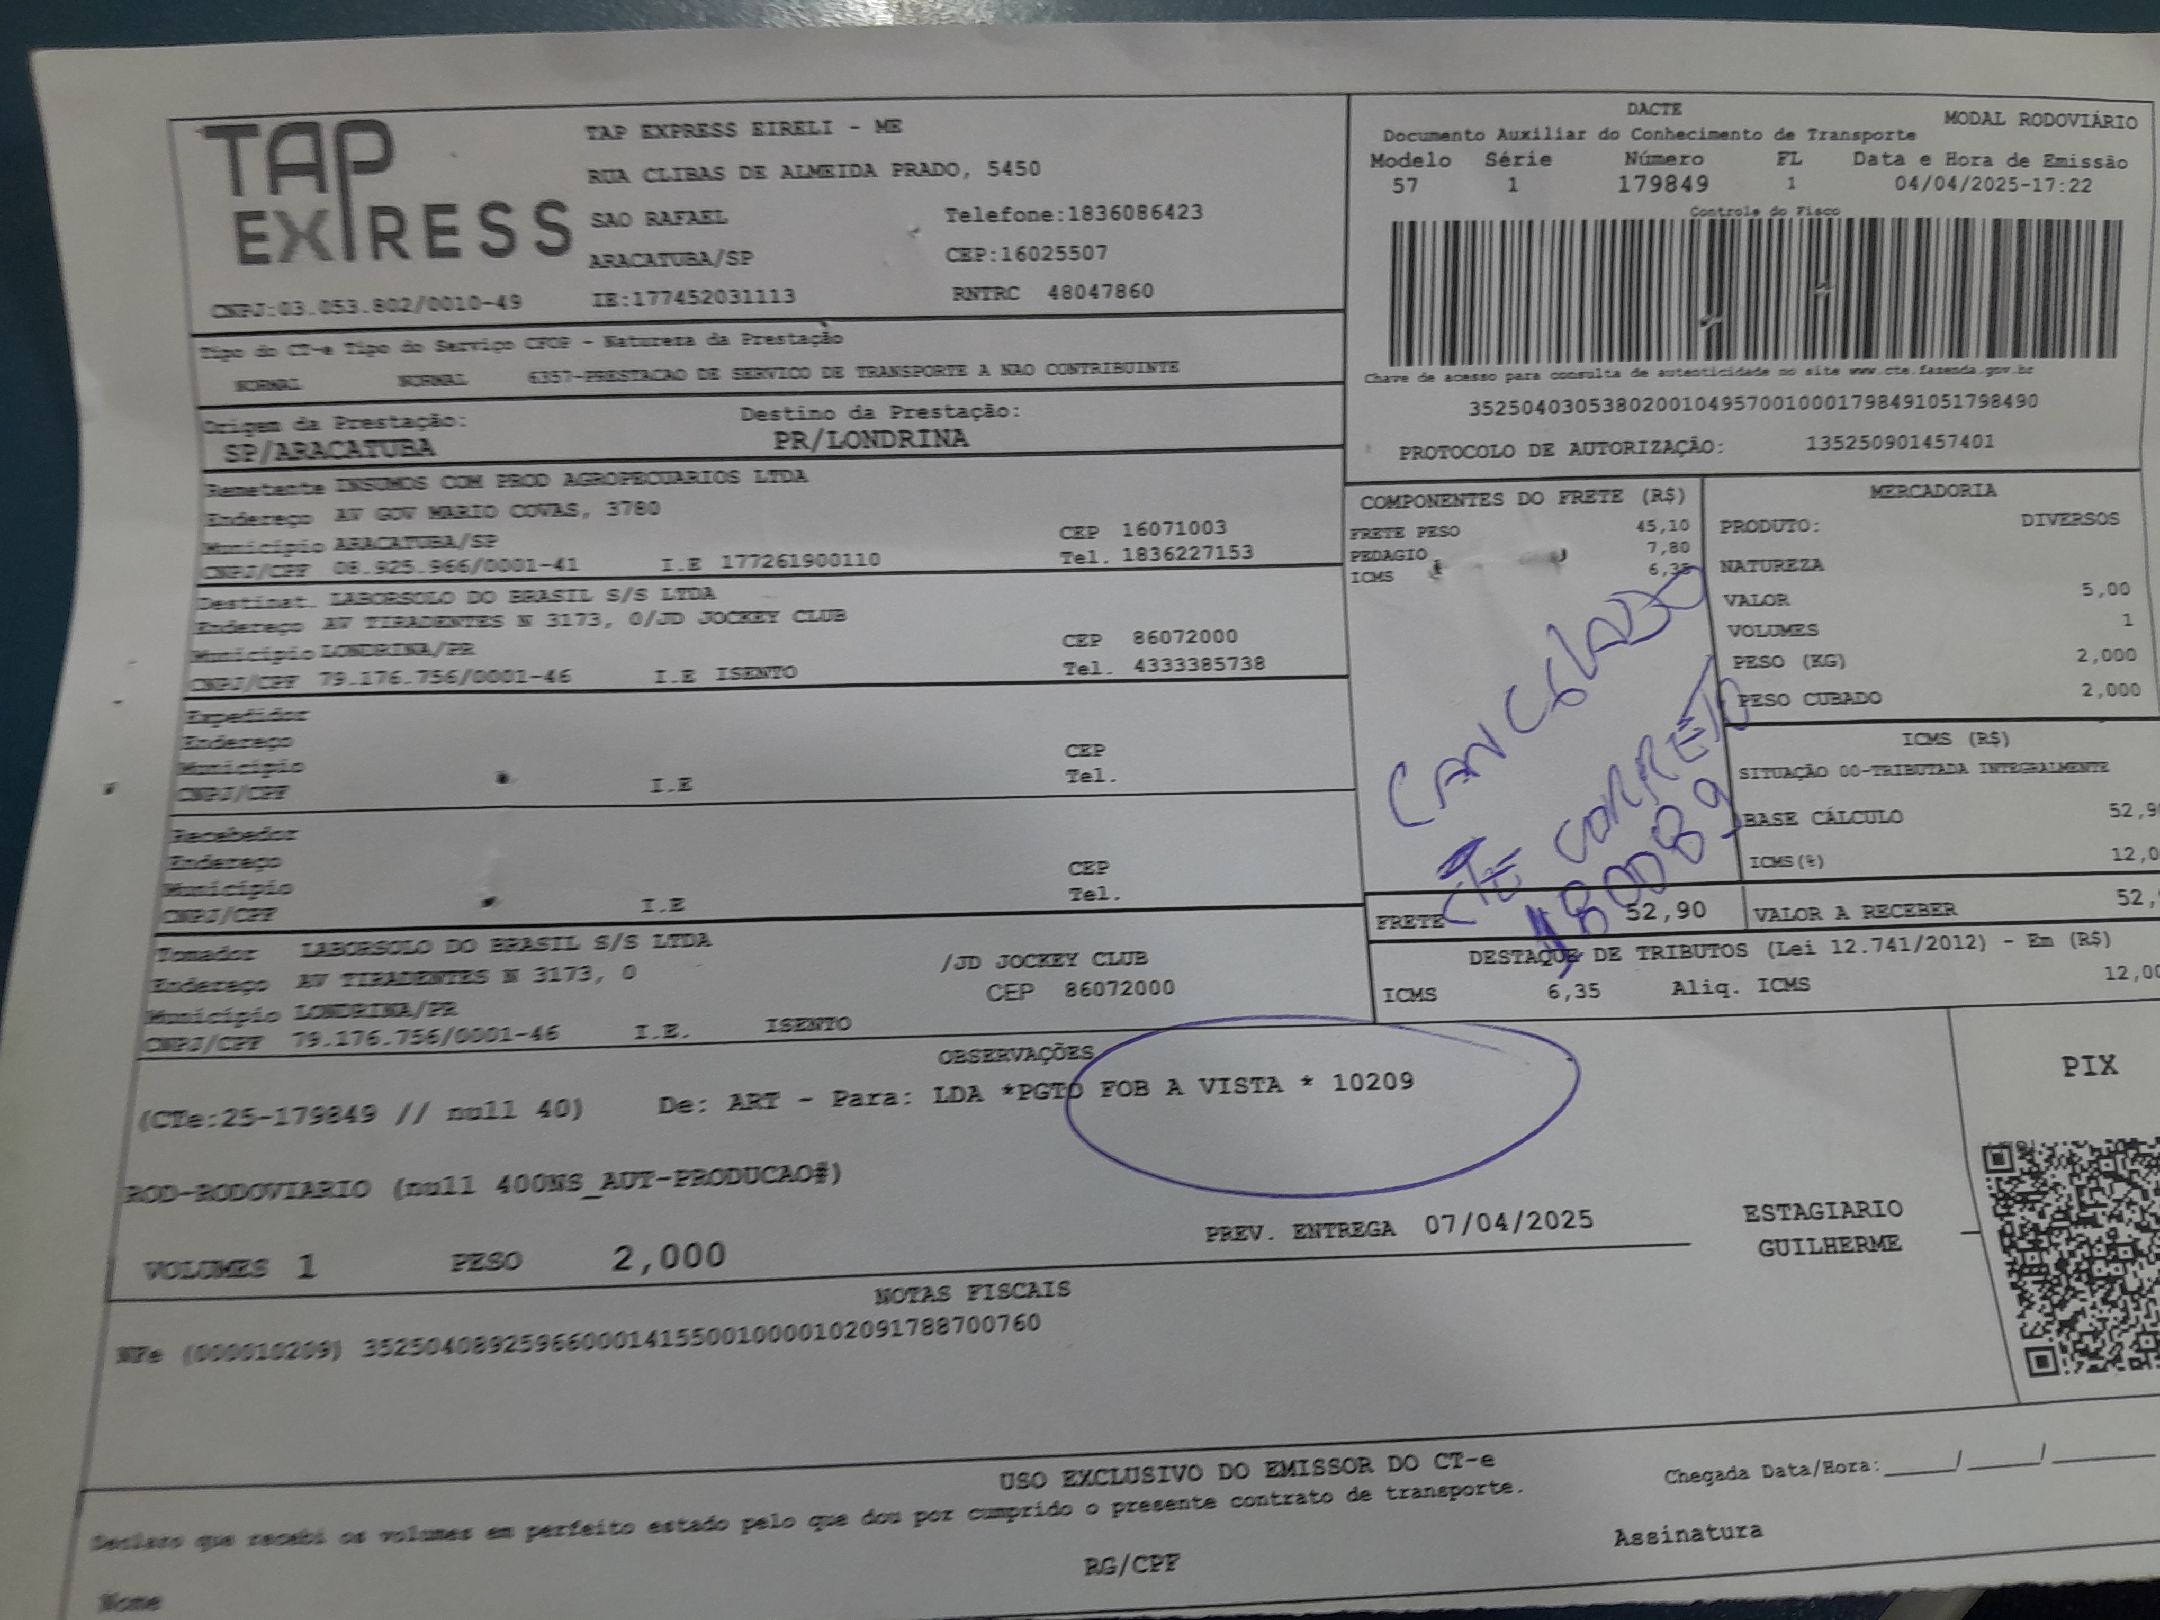 TAP
EXPRESS
TAP EXPRESS EIRELI - ME
RUA CLIBAS DE ALMEIDA PRADO, 5450
SAO RAFAEL Telefone:1836086423
ARACATUBA/SP CEP:16025507
CNPJ:03.053.802/0010-49 IE:177452031113 RNTRC 48047860
DACTE MODAL RODOVIÁRIO
Documento Auxiliar do Conhecimento de Transporte
Modelo Série Número FL Data e Hora de Emissão
57 1 179849 1 04/04/2025-17:22
Controle do Fisco
Chave de acesso para consulta de autenticidade no site www.cte.fazenda.gov.br
35250403053802001049570010001798491051798490
PROTOCOLO DE AUTORIZAÇÃO: 135250901457401
Tipo do CT-e Tipo do Serviço CFOP - Natureza da Prestação
NORMAL NORMAL 6357-PRESTACAO DE SERVICO DE TRANSPORTE A NAO CONTRIBUINTE
Origem da Prestação: Destino da Prestação:
SP/ARACATUBA PR/LONDRINA
Remetente INSUMOS COM PROD AGROPECUARIOS LTDA
Endereço AV GOV MARIO COVAS, 3780
Município ARACATUBA/SP CEP 16071003
CNPJ/CPF 08.925.966/0001-41 I.E 177261900110 Tel. 1836227153
Destinat. LABORSOLO DO BRASIL S/S LTDA
Endereço AV TIRADENTES N 3173, 0/JD JOCKEY CLUB
Município LONDRINA/PR CEP 86072000
CNPJ/CPF 79.176.756/0001-46 I.E ISENTO Tel. 4333385738
Expedidor
Endereço
Município CEP
CNPJ/CPF I.E Tel.
Recebedor
Endereço
Município CEP
CNPJ/CPF I.E Tel.
Tomador LABORSOLO DO BRASIL S/S LTDA
Endereço AV TIRADENTES N 3173, 0 /JD JOCKEY CLUB
Município LONDRINA/PR CEP 86072000
CNPJ/CPF 79.176.756/0001-46 I.E. ISENTO
COMPONENTES DO FRETE (R$)
FRETE PESO 45,10
PEDAGIO 7,80
ICMS 6,35
CANCELADO
CTE CORRETO
180089
FRETE 52,90
MERCADORIA
PRODUTO: DIVERSOS
NATUREZA
VALOR 5,00
VOLUMES 1
PESO (KG) 2,000
PESO CUBADO 2,000
ICMS (R$)
SITUAÇÃO 00-TRIBUTADA INTEGRALMENTE
BASE CÁLCULO 52,9
ICMS(%) 12,0
VALOR A RECEBER 52,
DESTAQUE DE TRIBUTOS (Lei 12.741/2012) - Em (R$)
ICMS 6,35 Aliq. ICMS 12,00
OBSERVAÇÕES
(CTe:25-179849 // null 40) De: ART - Para: LDA *PGTO FOB A VISTA * 10209
ROD-RODOVIARIO (null 400MS_AUT-PRODUCAO#)
VOLUMES 1 PESO 2,000 PREV. ENTREGA 07/04/2025
ESTAGIARIO
GUILHERME
PIX
NOTAS FISCAIS
NFe (000010209) 35250408925966000141550010000102091788700760
USO EXCLUSIVO DO EMISSOR DO CT-e
Declaro que recebi os volumes em perfeito estado pelo que dou por cumprido o presente contrato de transporte.
Chegada Data/Hora:_____/_____/________
Nome RG/CPF Assinatura